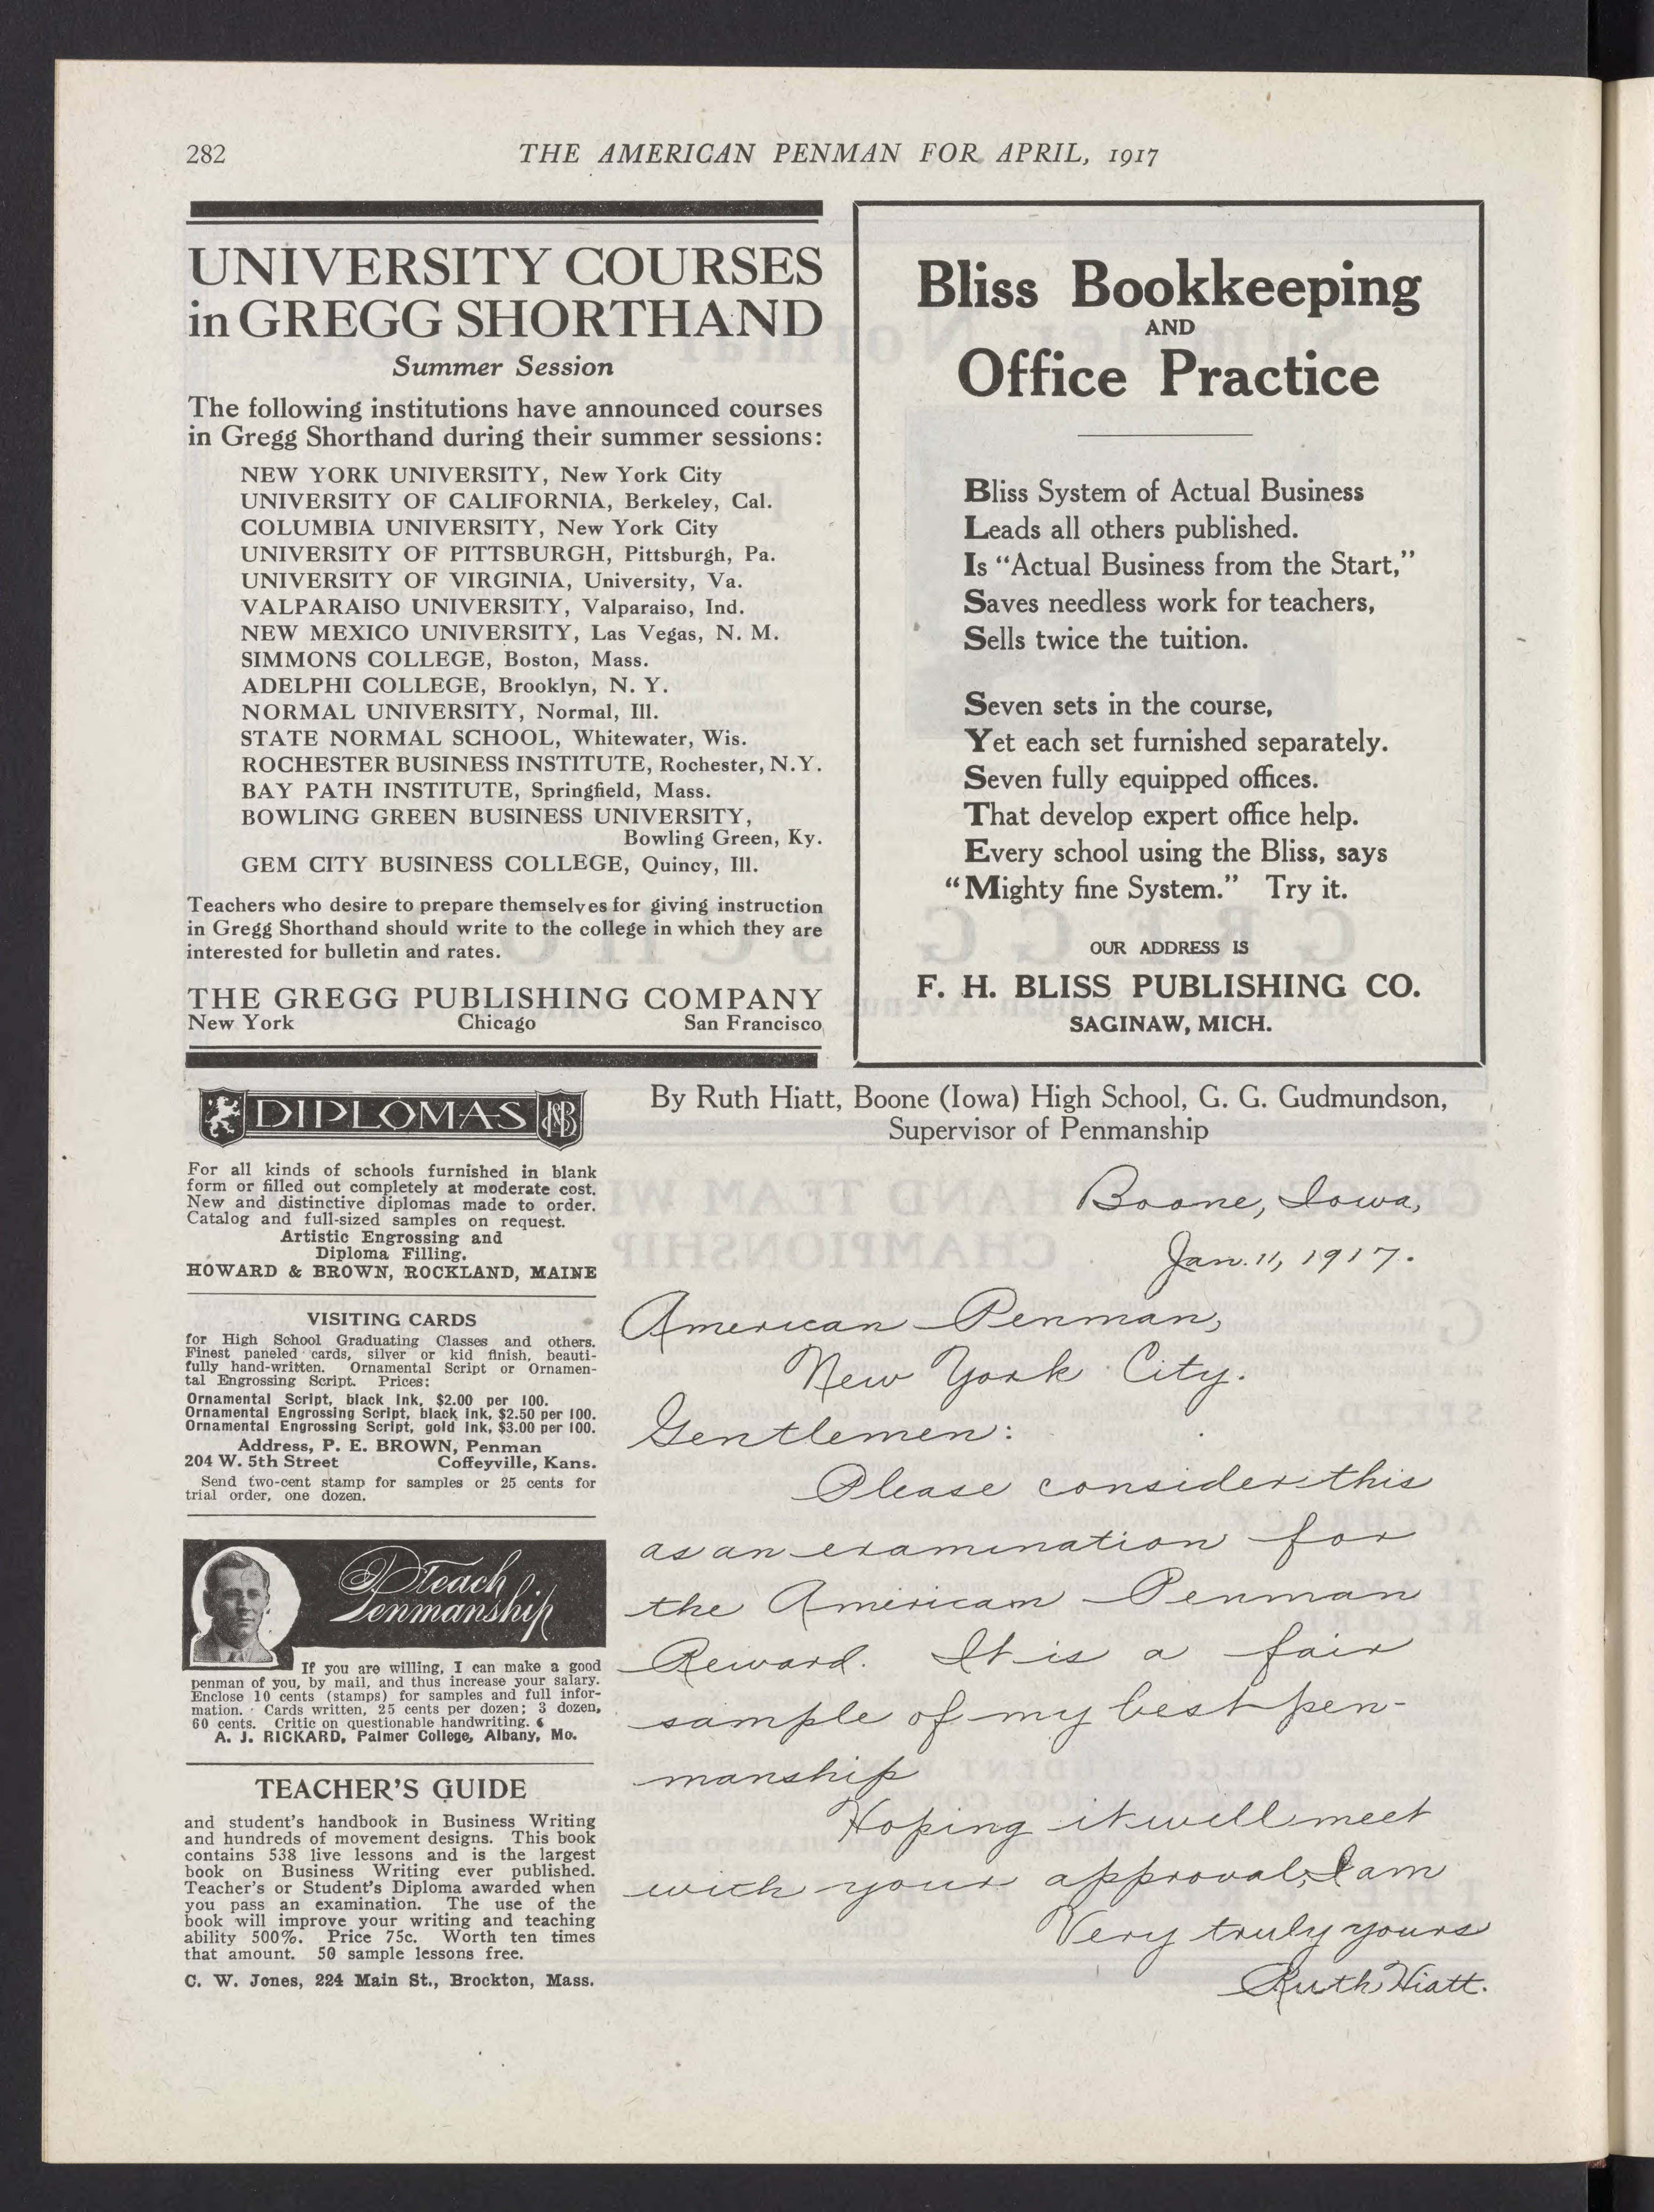 282
THE AMERICAN PENMAN FOR APRIL, 1917
UNIVERSITY COURSES
in GREGG SHORTHAND
Summer Session
The following institutions have announced courses
in Gregg Shorthand during their summer sessions:
NEW YORK UNIVERSITY, New York City
UNIVERSITY OF CALIFORNIA, Berkeley, Cal.
COLUMBIA UNIVERSITY, New York City
UNIVERSITY OF PITTSBURGH, Pittsburgh, Pa.
UNIVERSITY OF VIRGINIA, University, Va.
VALPARAISO UNIVERSITY, Valparaiso, Ind.
NEW MEXICO UNIVERSITY, Las Vegas, N. M.
SIMMONS COLLEGE, Boston, Mass.
ADELPHI COLLEGE, Brooklyn, N. Y.
NORMAL UNIVERSITY, Normal, Ill.
STATE NORMAL SCHOOL, Whitewater, Wis.
ROCHESTER BUSINESS INSTITUTE, Rochester, N.Y.
BAY PATH INSTITUTE, Springfield, Mass.
BOWLING GREEN BUSINESS UNIVERSITY,
Bowling Green, Ky.
GEM CITY BUSINESS COLLEGE, Quincy, Ill.
Teachers who desire to prepare themselves for giving instruction
in Gregg Shorthand should write to the college in which they are
interested for bulletin and rates.
THE GREGG PUBLISHING COMPANY
New York Chicago San Francisco
Bliss Bookkeeping
AND
Office Practice
Bliss System of Actual Business
Leads all others published.
Is “Actual Business from the Start,”
Saves needless work for teachers,
Sells twice the tuition.
Seven sets in the course,
Yet each set furnished separately.
Seven fully equipped offices.
That develop expert office help.
Every school using the Bliss, says
“Mighty fine System.” Try it.
OUR ADDRESS IS
F. H. BLISS PUBLISHING CO.
SAGINAW, MICH.
DIPLOMAS
For all kinds of schools furnished in blank
form or filled out completely at moderate cost.
New and distinctive diplomas made to order.
Catalog and full-sized samples on request.
Artistic Engrossing and
Diploma Filling.
HOWARD & BROWN, ROCKLAND, MAINE
VISITING CARDS
for High School Graduating Classes and others.
Finest paneled cards, silver or kid finish, beauti-
fully hand-written. Ornamental Script or Ornamen-
tal Engrossing Script. Prices:
Ornamental Script, black ink, $2.00 per 100.
Ornamental Engrossing Script, black ink, $2.50 per 100.
Ornamental Engrossing Script, gold ink, $3.00 per 100.
Address, P. E. BROWN, Penman
204 W. 5th Street Coffeyville, Kans.
Send two-cent stamp for samples or 25 cents for
trial order, one dozen.
I Teach
Penmanship
If you are willing, I can make a good
penman of you, by mail, and thus increase your salary.
Enclose 10 cents (stamps) for samples and full infor-
mation. Cards written, 25 cents per dozen; 3 dozen,
60 cents. Critic on questionable handwriting.
A. J. RICKARD, Palmer College, Albany, Mo.
TEACHER'S GUIDE
and student's handbook in Business Writing
and hundreds of movement designs. This book
contains 538 live lessons and is the largest
book on Business Writing ever published.
Teacher's or Student's Diploma awarded when
you pass an examination. The use of the
book will improve your writing and teaching
ability 500%. Price 75c. Worth ten times
that amount. 50 sample lessons free.
C. W. Jones, 224 Main St., Brockton, Mass.
By Ruth Hiatt, Boone (Iowa) High School, G. G. Gudmundson,
Supervisor of Penmanship
Boone, Iowa,
Jan. 11, 1917.
American Penman,
New York City.
Gentlemen:
Please consider this
as an examination for
the American Penman
Reward. It is a fair
sample of my best pen-
manship
Hoping it will meet
with your approval, I am
Very truly yours
Ruth Hiatt.